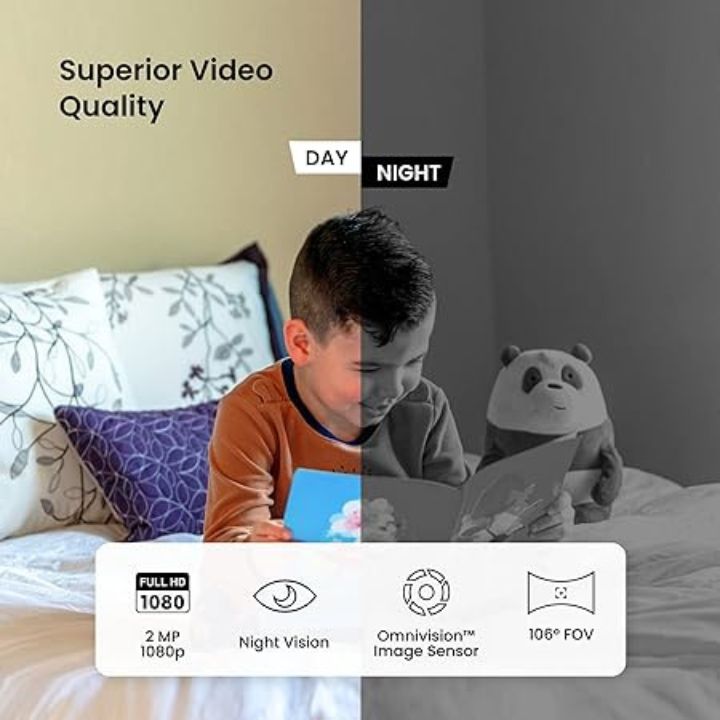 Superior Video
Quality
DAY
NIGHT
FULL HD
1080
2 MP
1080p
Night Vision
Omnivision™
Image Sensor
106° FOV